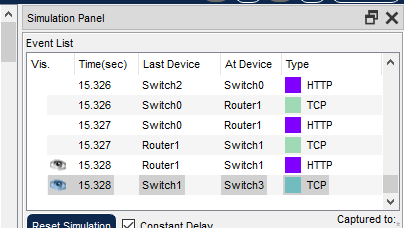 Simulation Panel
Event List
Vis. Time(sec) Last Device At Device Type
15.326 Switch2 Switch0 HTTP
15.326 Switch0 Router1 TCP
15.327 Switch0 Router1 HTTP
15.327 Router1 Switch1 TCP
15.328 Router1 Switch1 HTTP
15.328 Switch1 Switch3 TCP
Reset Simulation Constant Delay Captured to: